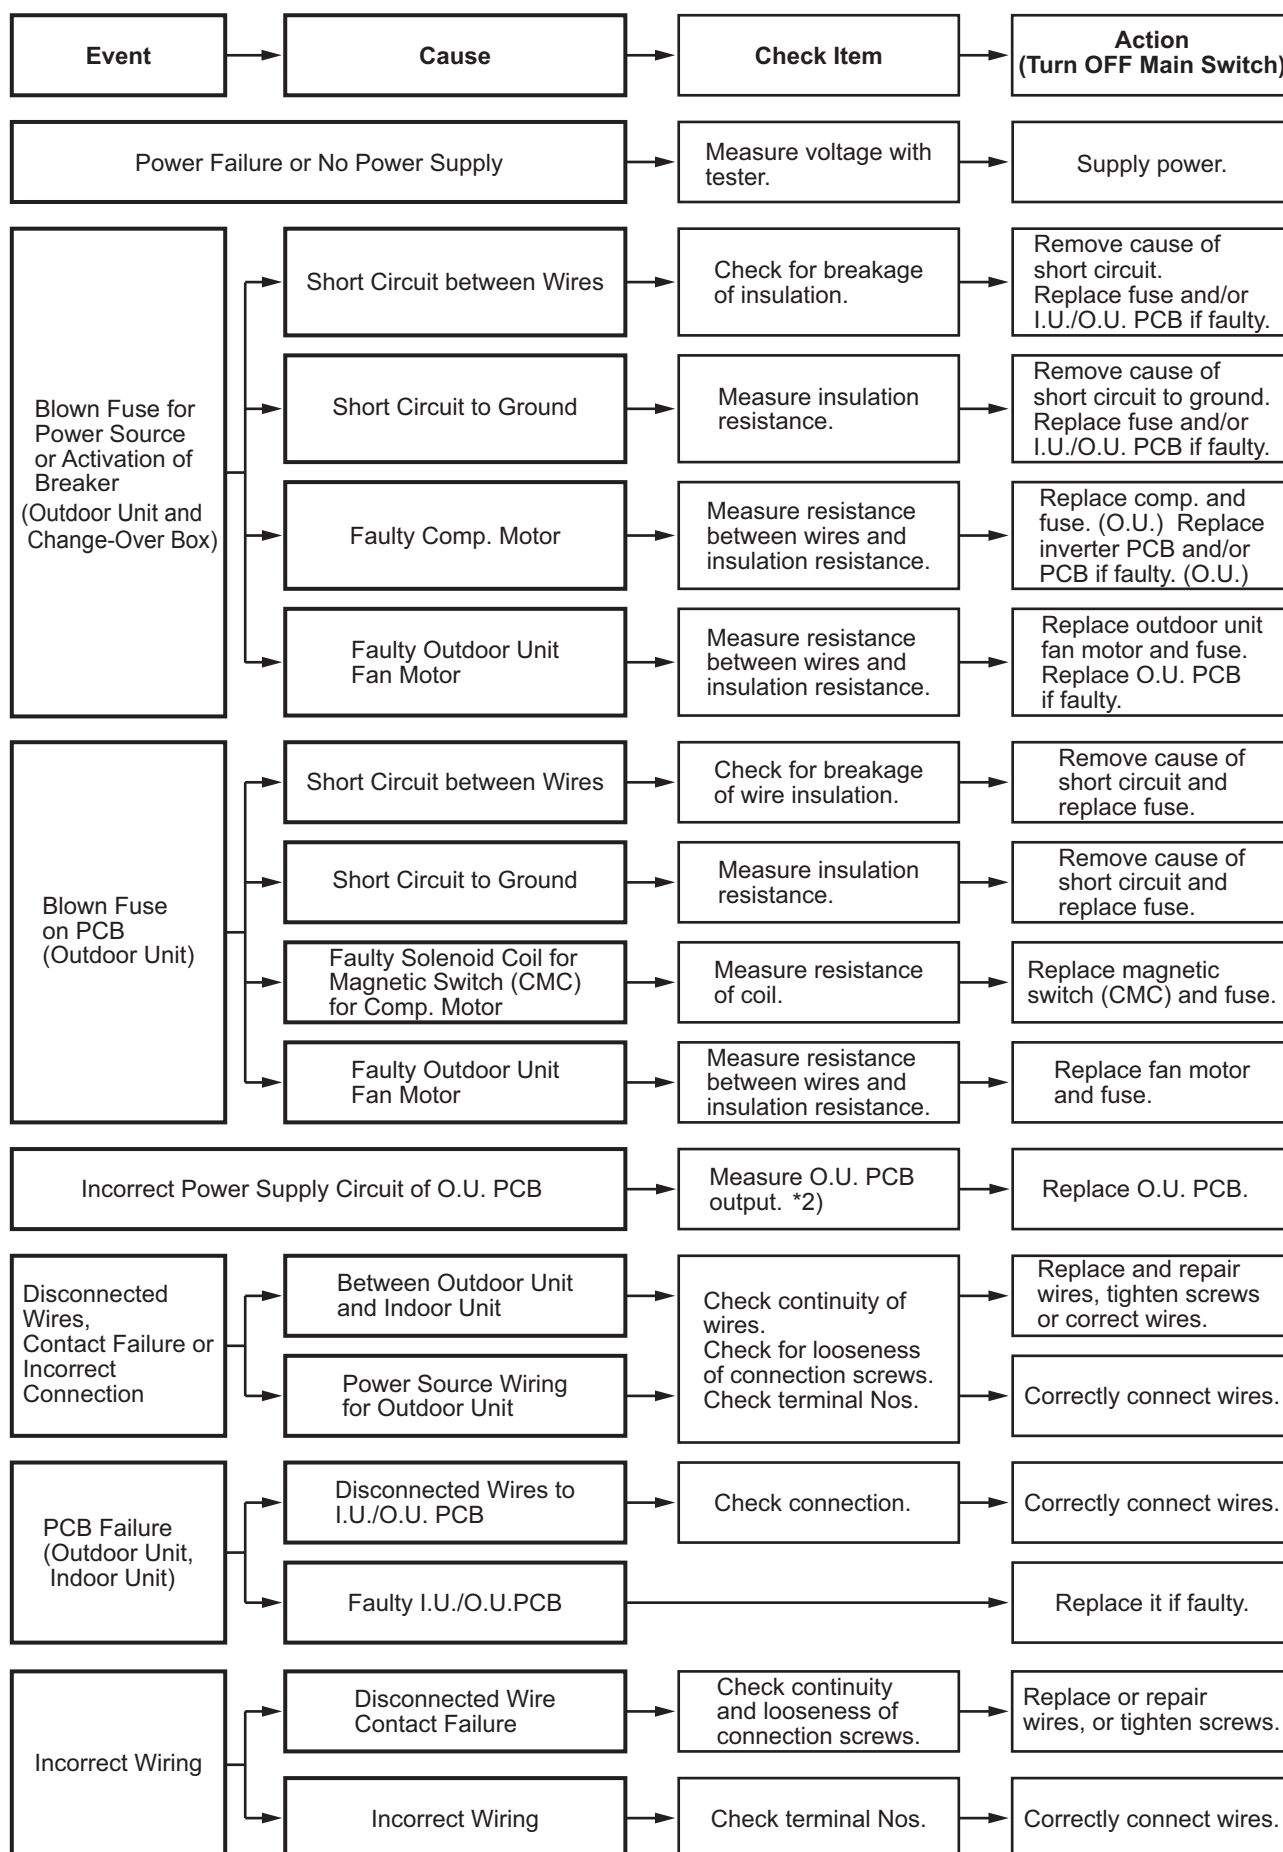 Event
Cause
Check Item
Action
(Turn OFF Main Switch)
Power Failure or No Power Supply
Measure voltage with
tester.
Supply power.
Blown Fuse for
Power Source
or Activation of
Breaker
(Outdoor Unit and
Change-Over Box)
Short Circuit between Wires
Check for breakage
of insulation.
Remove cause of
short circuit.
Replace fuse and/or
I.U./O.U. PCB if faulty.
Short Circuit to Ground
Measure insulation
resistance.
Remove cause of
short circuit to ground.
Replace fuse and/or
I.U./O.U. PCB if faulty.
Faulty Comp. Motor
Measure resistance
between wires and
insulation resistance.
Replace comp. and
fuse. (O.U.) Replace
inverter PCB and/or
PCB if faulty. (O.U.)
Faulty Outdoor Unit
Fan Motor
Measure resistance
between wires and
insulation resistance.
Replace outdoor unit
fan motor and fuse.
Replace O.U. PCB
if faulty.
Blown Fuse
on PCB
(Outdoor Unit)
Short Circuit between Wires
Check for breakage
of wire insulation.
Remove cause of
short circuit and
replace fuse.
Short Circuit to Ground
Measure insulation
resistance.
Remove cause of
short circuit and
replace fuse.
Faulty Solenoid Coil for
Magnetic Switch (CMC)
for Comp. Motor
Measure resistance
of coil.
Replace magnetic
switch (CMC) and fuse.
Faulty Outdoor Unit
Fan Motor
Measure resistance
between wires and
insulation resistance.
Replace fan motor
and fuse.
Incorrect Power Supply Circuit of O.U. PCB
Measure O.U. PCB
output. *2)
Replace O.U. PCB.
Disconnected
Wires,
Contact Failure or
Incorrect
Connection
Between Outdoor Unit
and Indoor Unit
Check continuity of
wires.
Check for looseness
of connection screws.
Check terminal Nos.
Replace and repair
wires, tighten screws
or correct wires.
Power Source Wiring
for Outdoor Unit
Correctly connect wires.
PCB Failure
(Outdoor Unit,
Indoor Unit)
Disconnected Wires to
I.U./O.U. PCB
Check connection.
Correctly connect wires.
Faulty I.U./O.U.PCB
Replace it if faulty.
Incorrect Wiring
Disconnected Wire
Contact Failure
Check continuity
and looseness of
connection screws.
Replace or repair
wires, or tighten screws.
Incorrect Wiring
Check terminal Nos.
Correctly connect wires.